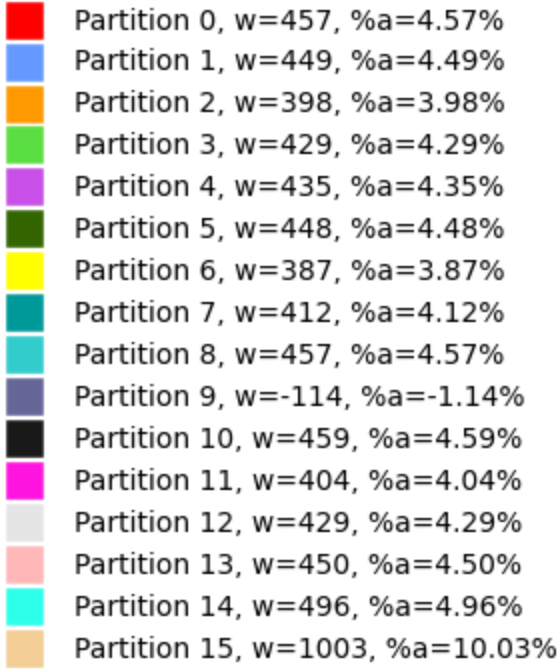 Partition 0, w=457, %a=4.57%
Partition 1, w=449, %a=4.49%
Partition 2, w=398, %a=3.98%
Partition 3, w=429, %a=4.29%
Partition 4, w=435, %a=4.35%
Partition 5, w=448, %a=4.48%
Partition 6, w=387, %a=3.87%
Partition 7, w=412, %a=4.12%
Partition 8, w=457, %a=4.57%
Partition 9, w=-114, %a=-1.14%
Partition 10, w=459, %a=4.59%
Partition 11, w=404, %a=4.04%
Partition 12, w=429, %a=4.29%
Partition 13, w=450, %a=4.50%
Partition 14, w=496, %a=4.96%
Partition 15, w=1003, %a=10.03%